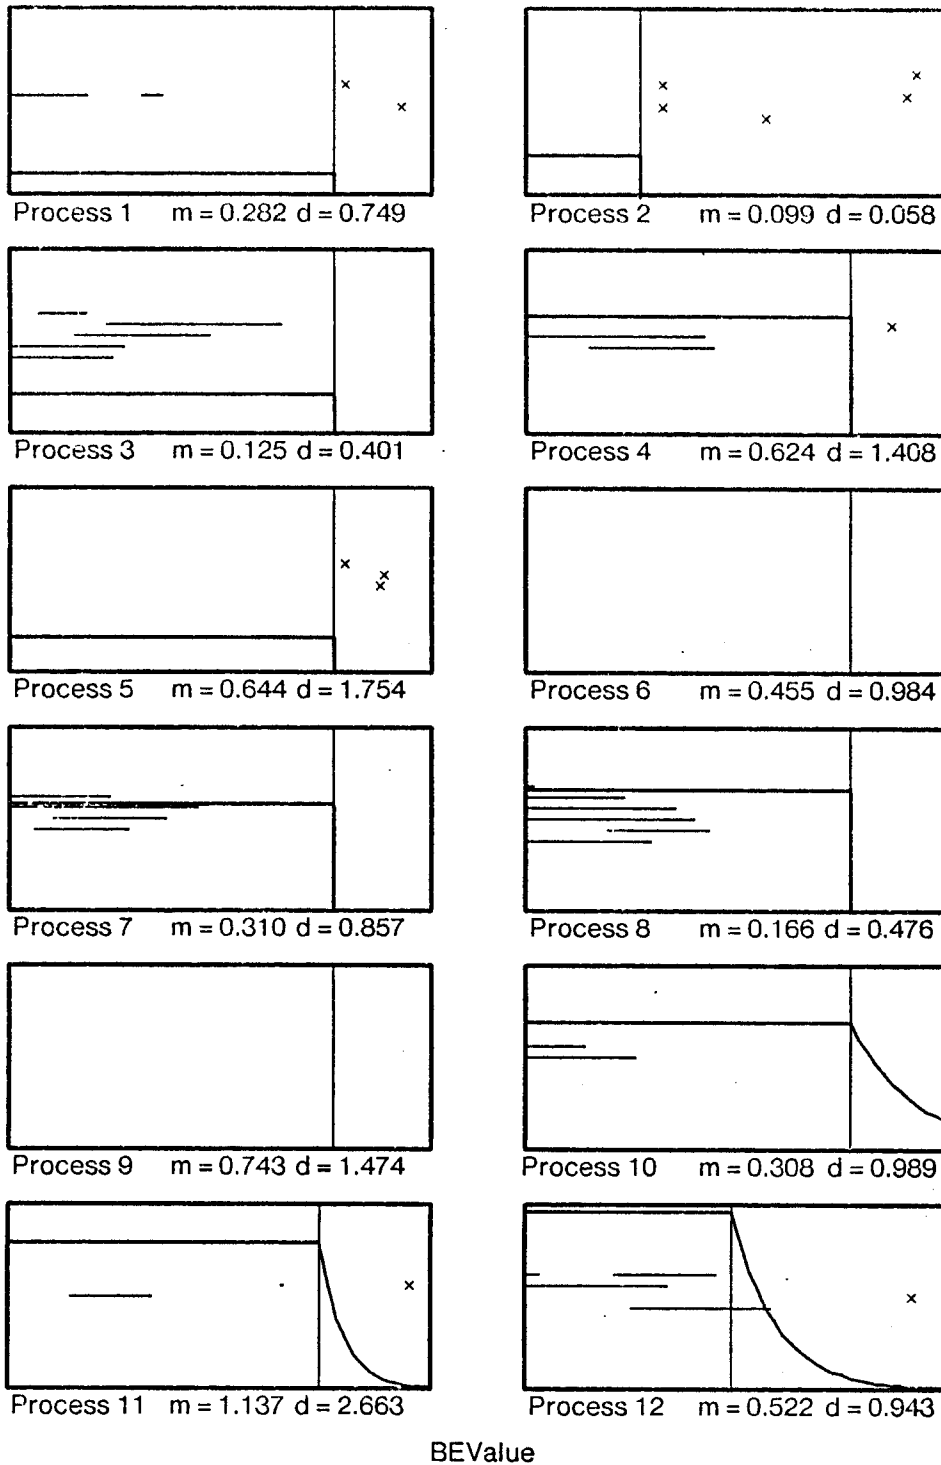 Process 1 m = 0.282 d = 0.749
Process 2 m = 0.099 d = 0.058
Process 3 m = 0.125 d = 0.401
Process 4 m = 0.624 d = 1.408
Process 5 m = 0.644 d = 1.754
Process 6 m = 0.455 d = 0.984
Process 7 m = 0.310 d = 0.857
Process 8 m = 0.166 d = 0.476
Process 9 m = 0.743 d = 1.474
Process 10 m = 0.308 d = 0.989
Process 11 m = 1.137 d = 2.663
Process 12 m = 0.522 d = 0.943
BEValue